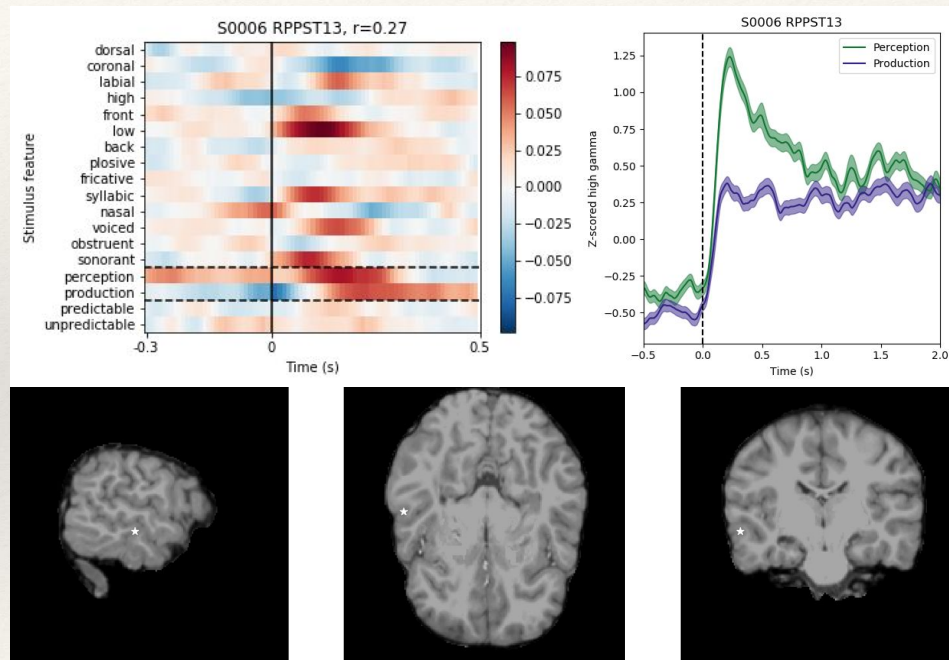 S0006 RPPST13, r=0.27
Stimulus feature
dorsal
coronal
labial
high
front
low
back
plosive
fricative
syllabic
nasal
voiced
obstruent
sonorant
perception
production
predictable
unpredictable
-0.3
0
0.5
Time (s)
0.075
0.050
0.025
0.000
−0.025
−0.050
−0.075
S0006 RPPST13
Perception
Production
Z-scored high gamma
1.25
1.00
0.75
0.50
0.25
0.00
−0.25
−0.50
−0.5
0.0
0.5
1.0
1.5
2.0
Time (s)